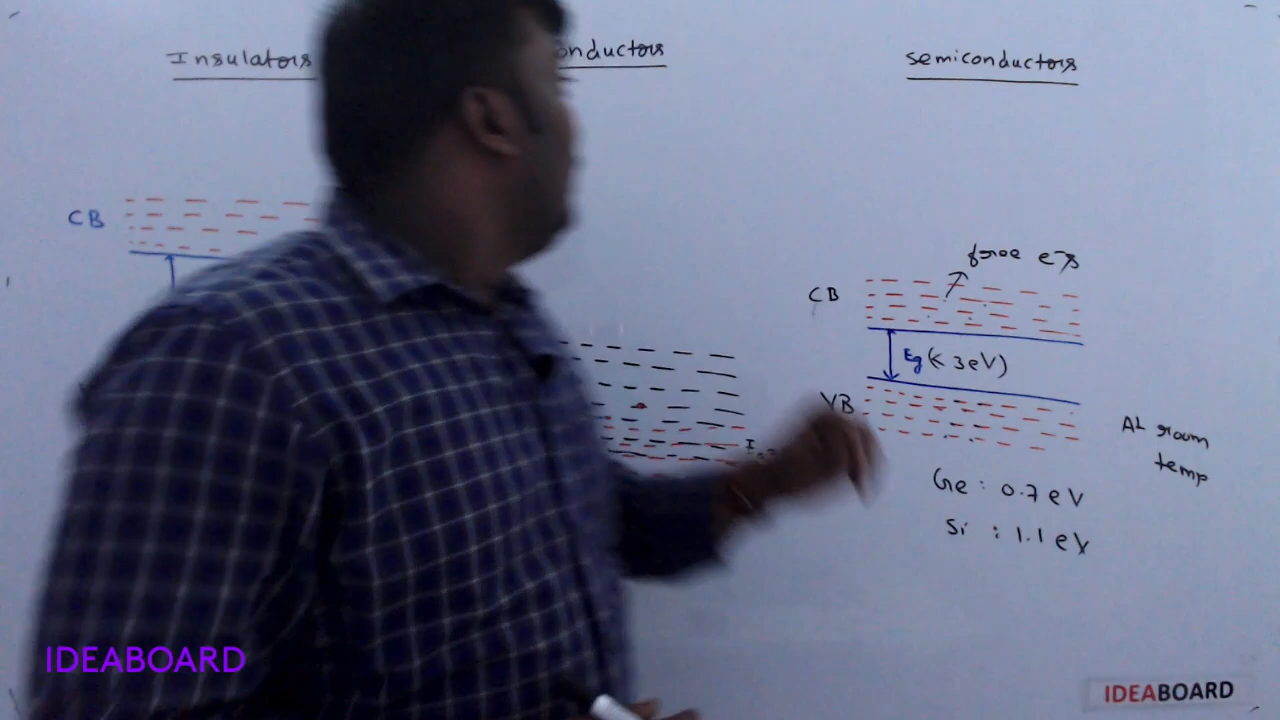 Insulators
onductors
semiconductors
CB
free e⁻s
CB
Eg (< 3eV)
VB
At room
temp
Ge : 0.7 eV
Si : 1.1 eV
IDEABOARD
IDEABOARD